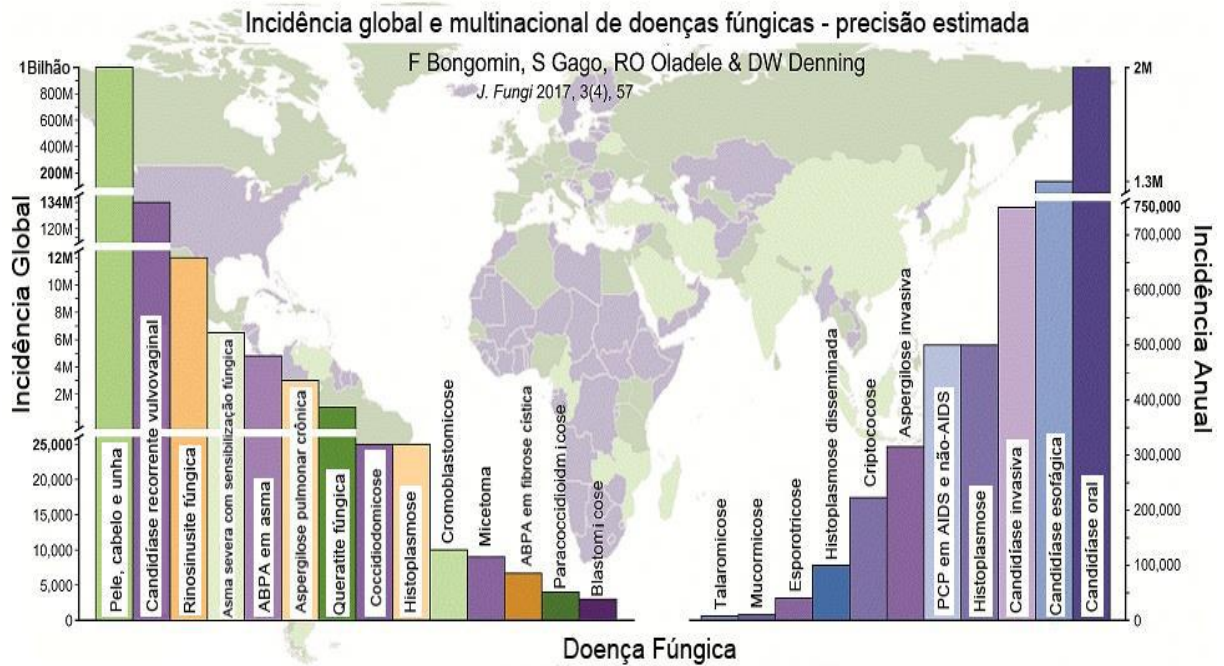 Incidência global e multinacional de doenças fúngicas - precisão estimada
F Bongomin, S Gago, RO Oladele & DW Denning
J. Fungi 2017, 3(4), 57
Incidência Global
1Bilhão
800M
600M
400M
200M
134M
120M
12M
10M
8M
6M
4M
2M
25,000
20,000
15,000
10,000
5,000
0
Pele, cabelo e unha
Candidíase recorrente vulvovaginal
Rinosinusite fúngica
Asma severa com sensibilização fúngica
ABPA em asma
Aspergilose pulmonar crônica
Queratite fúngica
Coccidiodomicose
Histoplasmose
Cromoblastomicose
Micetoma
ABPA em fibrose cística
Paracoccidioidmicose
Blastomicose
Talaromicose
Mucormicose
Esporotricose
Histoplasmose disseminada
Criptococose
Aspergilose invasiva
PCP em AIDS e não-AIDS
Histoplasmose
Candidíase invasiva
Candidíase esofágica
Candidíase oral
2M
1.3M
750,000
700,000
600,000
500,000
400,000
300,000
200,000
100,000
0
Incidência Anual
Doença Fúngica